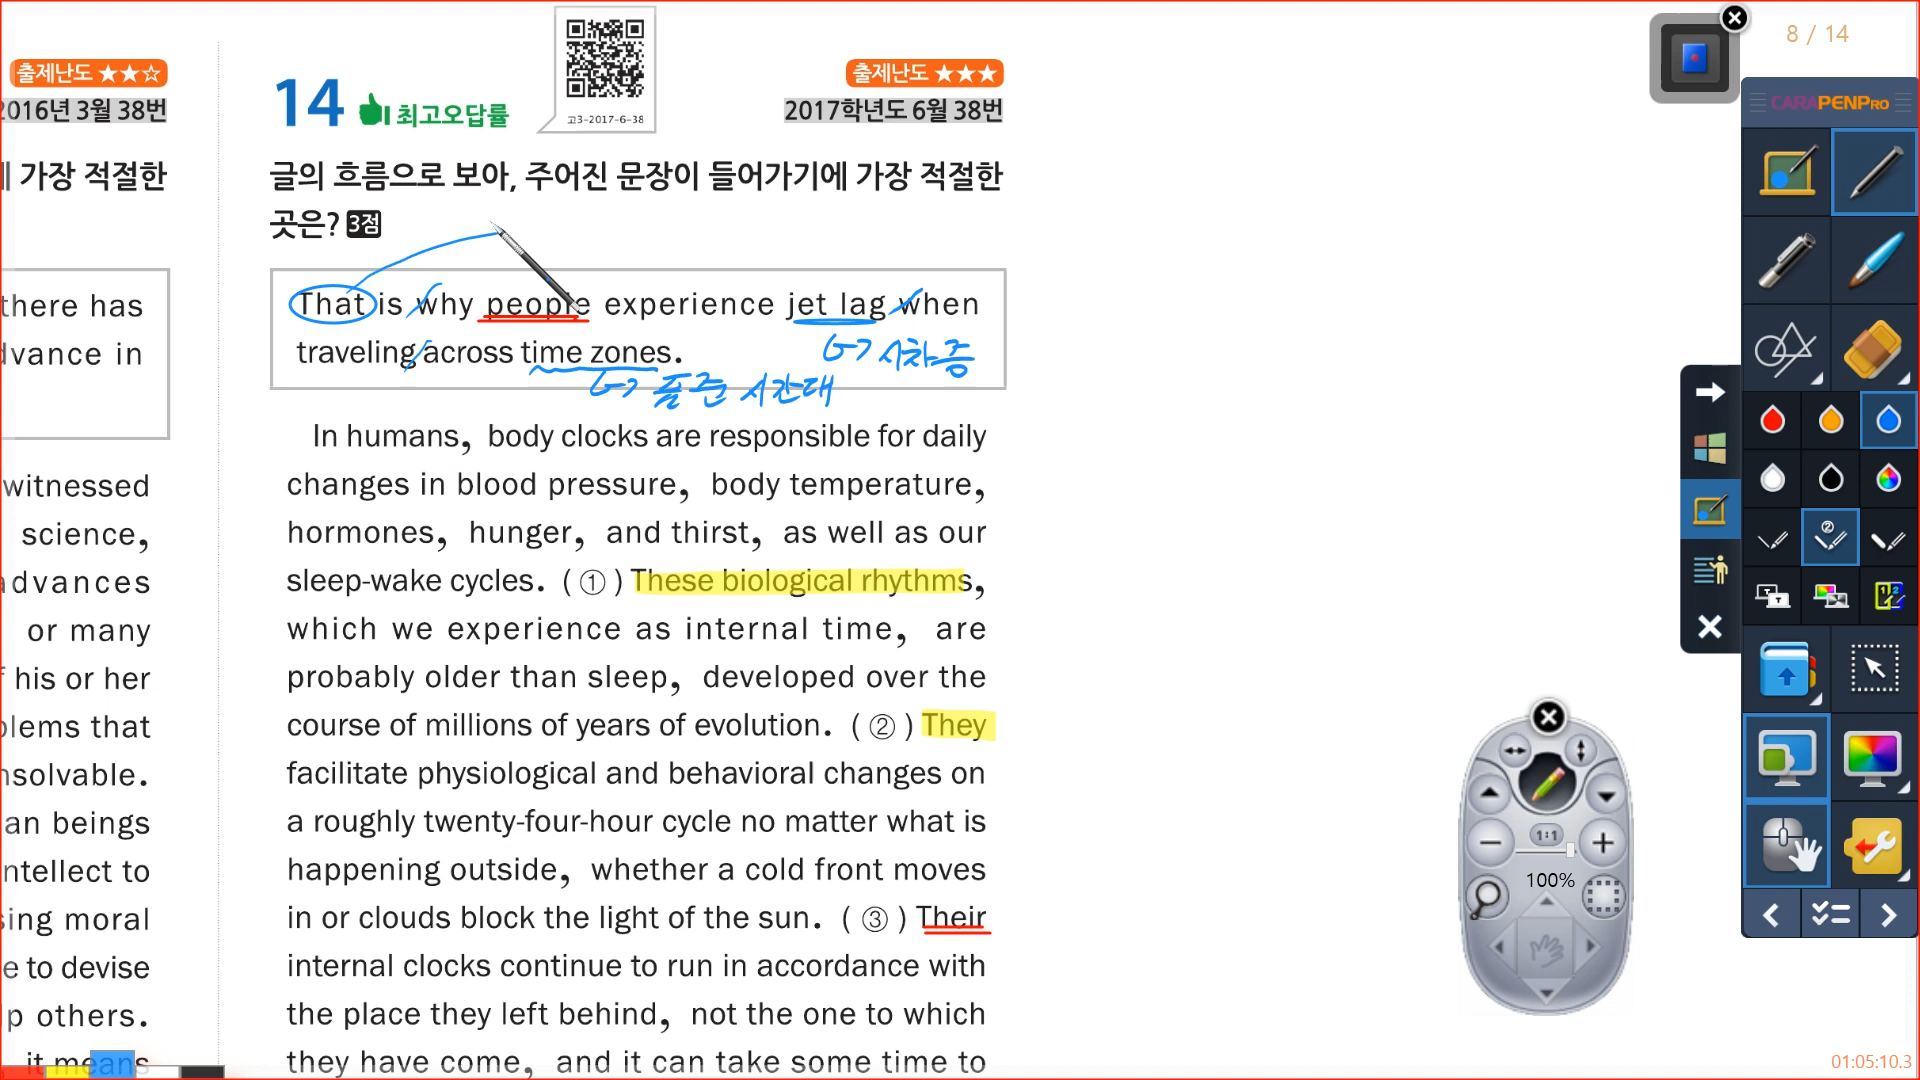 출제난도 ★★☆
2016년 3월 38번
에 가장 적절한
there has
dvance in
witnessed
science,
advances
or many
f his or her
blems that
nsolvable.
an beings
ntellect to
sing moral
e to devise
p others.
it means
14 최고오답률
고3-2017-6-38
출제난도 ★★★
2017학년도 6월 38번
글의 흐름으로 보아, 주어진 문장이 들어가기에 가장 적절한
곳은? 3점
That is why people experience jet lag when
traveling across time zones.
↳ 시차증
↳ 표준 시간대
In humans, body clocks are responsible for daily
changes in blood pressure, body temperature,
hormones, hunger, and thirst, as well as our
sleep-wake cycles. ( ① ) These biological rhythms,
which we experience as internal time, are
probably older than sleep, developed over the
course of millions of years of evolution. ( ② ) They
facilitate physiological and behavioral changes on
a roughly twenty-four-hour cycle no matter what is
happening outside, whether a cold front moves
in or clouds block the light of the sun. ( ③ ) Their
internal clocks continue to run in accordance with
the place they left behind, not the one to which
they have come, and it can take some time to
8 / 14
CARAPENPRO
1:1
100%
01:05:10.3